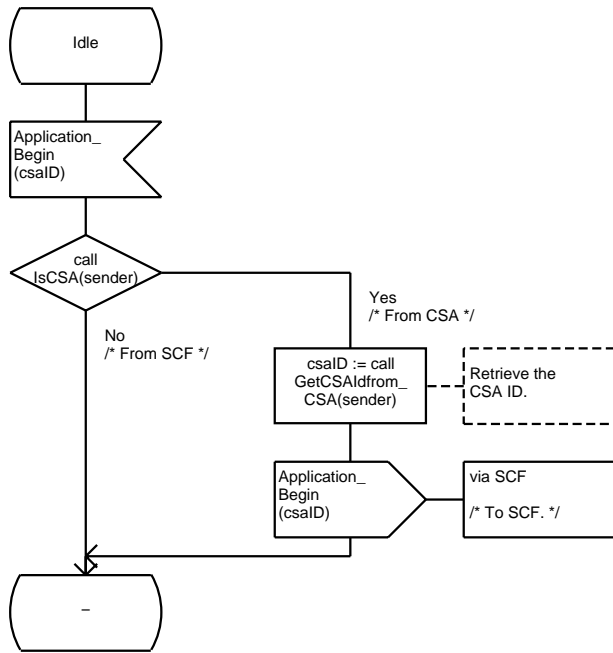 Idle
Application_
Begin
(csaID)
call
IsCSA(sender)
Yes
/* From CSA */
No
/* From SCF */
csaID := call
GetCSAIdfrom_
CSA(sender)
Retrieve the
CSA ID.
Application_
Begin
(csaID)
via SCF
/* To SCF. */
–